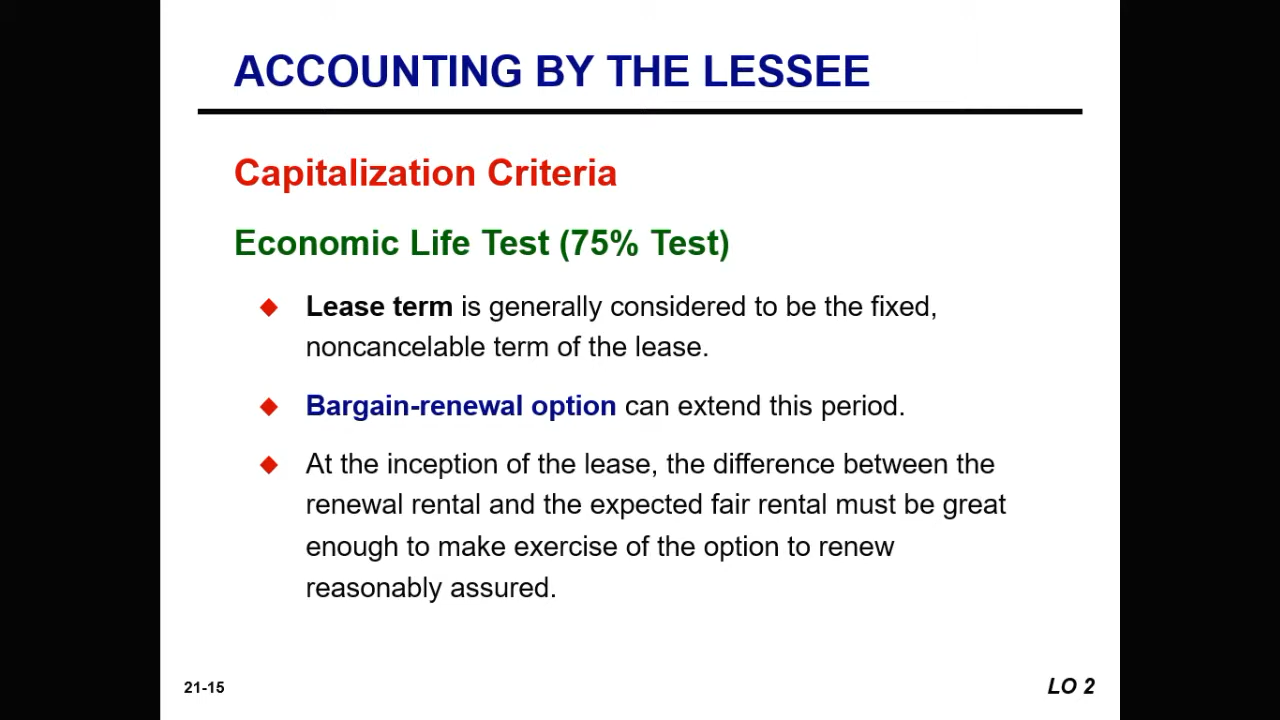 ACCOUNTING BY THE LESSEE
Capitalization Criteria
Economic Life Test (75% Test)
Lease term is generally considered to be the fixed,
noncancelable term of the lease.
Bargain-renewal option can extend this period.
At the inception of the lease, the difference between the
renewal rental and the expected fair rental must be great
enough to make exercise of the option to renew
reasonably assured.
21-15
LO 2